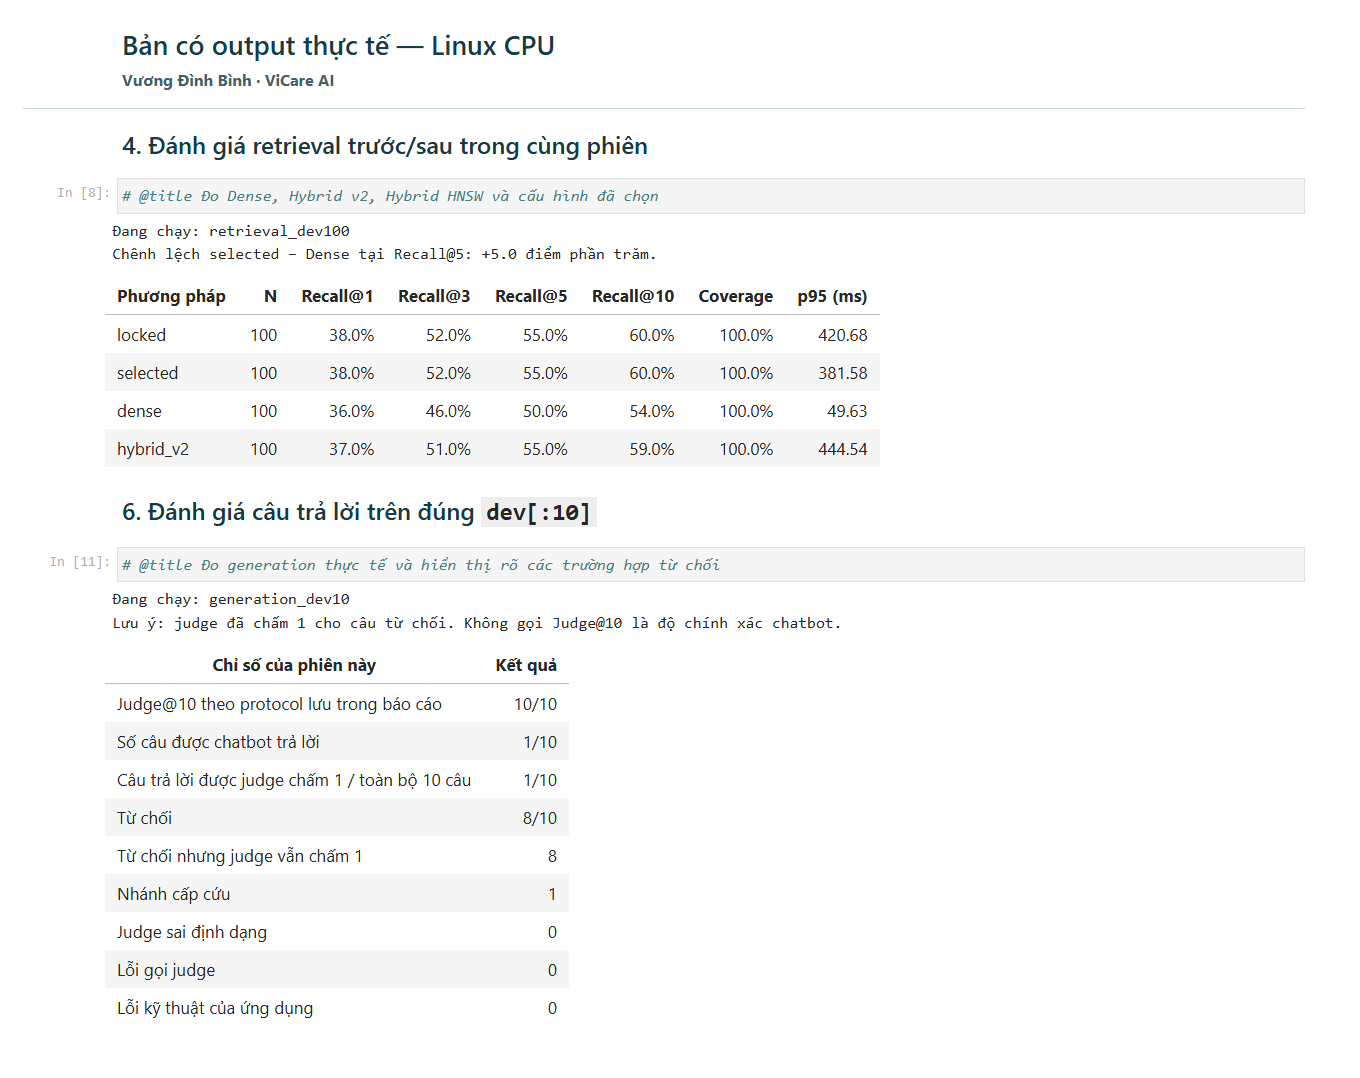 Bản có output thực tế — Linux CPU
Vương Đình Bình · ViCare AI
4. Đánh giá retrieval trước/sau trong cùng phiên
In [8]: # @title Đo Dense, Hybrid v2, Hybrid HNSW và cấu hình đã chọn
Đang chạy: retrieval_dev100
Chênh lệch selected − Dense tại Recall@5: +5.0 điểm phần trăm.
Phương pháp N Recall@1 Recall@3 Recall@5 Recall@10 Coverage p95 (ms)
locked 100 38.0% 52.0% 55.0% 60.0% 100.0% 420.68
selected 100 38.0% 52.0% 55.0% 60.0% 100.0% 381.58
dense 100 36.0% 46.0% 50.0% 54.0% 100.0% 49.63
hybrid_v2 100 37.0% 51.0% 55.0% 59.0% 100.0% 444.54
6. Đánh giá câu trả lời trên đúng dev[:10]
In [11]: # @title Đo generation thực tế và hiển thị rõ các trường hợp từ chối
Đang chạy: generation_dev10
Lưu ý: judge đã chấm 1 cho câu từ chối. Không gọi Judge@10 là độ chính xác chatbot.
Chỉ số của phiên này Kết quả
Judge@10 theo protocol lưu trong báo cáo 10/10
Số câu được chatbot trả lời 1/10
Câu trả lời được judge chấm 1 / toàn bộ 10 câu 1/10
Từ chối 8/10
Từ chối nhưng judge vẫn chấm 1 8
Nhánh cấp cứu 1
Judge sai định dạng 0
Lỗi gọi judge 0
Lỗi kỹ thuật của ứng dụng 0